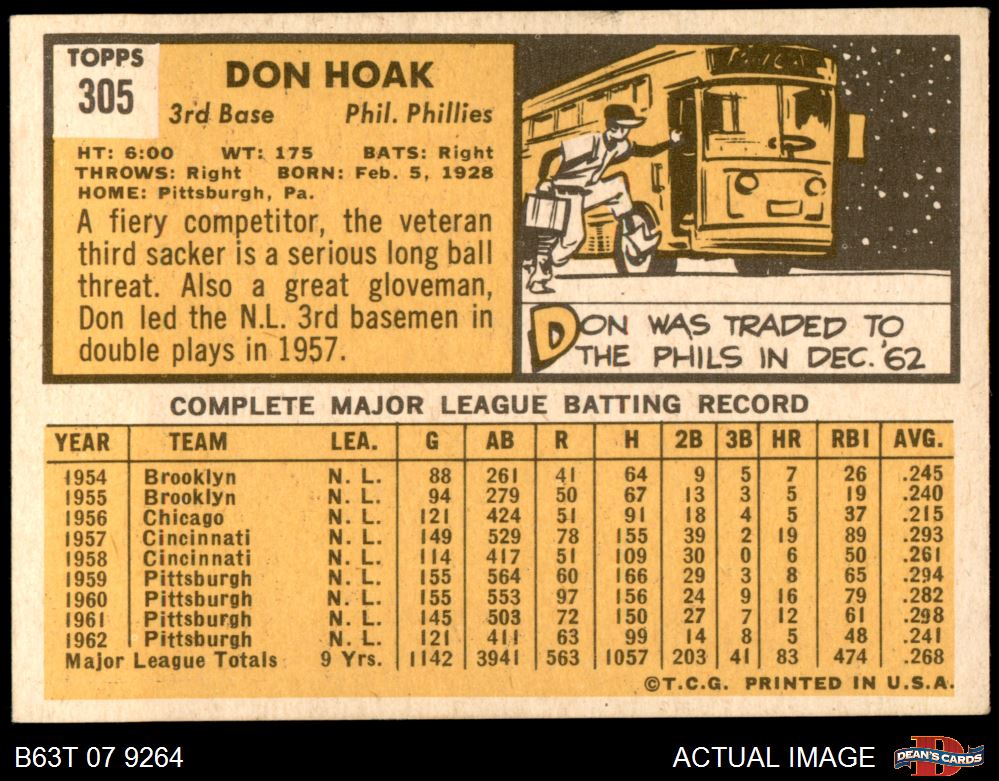 TOPPS
305
DON HOAK
3rd Base Phil. Phillies
HT: 6:00 WT: 175 BATS: Right
THROWS: Right BORN: Feb. 5, 1928
HOME: Pittsburgh, Pa.
A fiery competitor, the veteran
third sacker is a serious long ball
threat. Also a great gloveman,
Don led the N.L. 3rd basemen in
double plays in 1957.
DON WAS TRADED TO
THE PHILS IN DEC. '62
COMPLETE MAJOR LEAGUE BATTING RECORD
YEAR TEAM LEA. G AB R H 2B 3B HR RBI AVG.
1954 Brooklyn N. L. 88 261 41 64 9 5 7 26 .245
1955 Brooklyn N. L. 94 279 50 67 13 3 5 19 .240
1956 Chicago N. L. 121 424 51 91 18 4 5 37 .215
1957 Cincinnati N. L. 149 529 78 155 39 2 19 89 .293
1958 Cincinnati N. L. 114 417 51 109 30 0 6 50 .261
1959 Pittsburgh N. L. 155 564 60 166 29 3 8 65 .294
1960 Pittsburgh N. L. 155 553 97 156 24 9 16 79 .282
1961 Pittsburgh N. L. 145 503 72 150 27 7 12 61 .298
1962 Pittsburgh N. L. 121 411 63 99 14 8 5 48 .241
Major League Totals 9 Yrs. 1142 3941 563 1057 203 41 83 474 .268
©T.C.G. PRINTED IN U.S.A.
B63T 07 9264 ACTUAL IMAGE DEAN'S CARDS